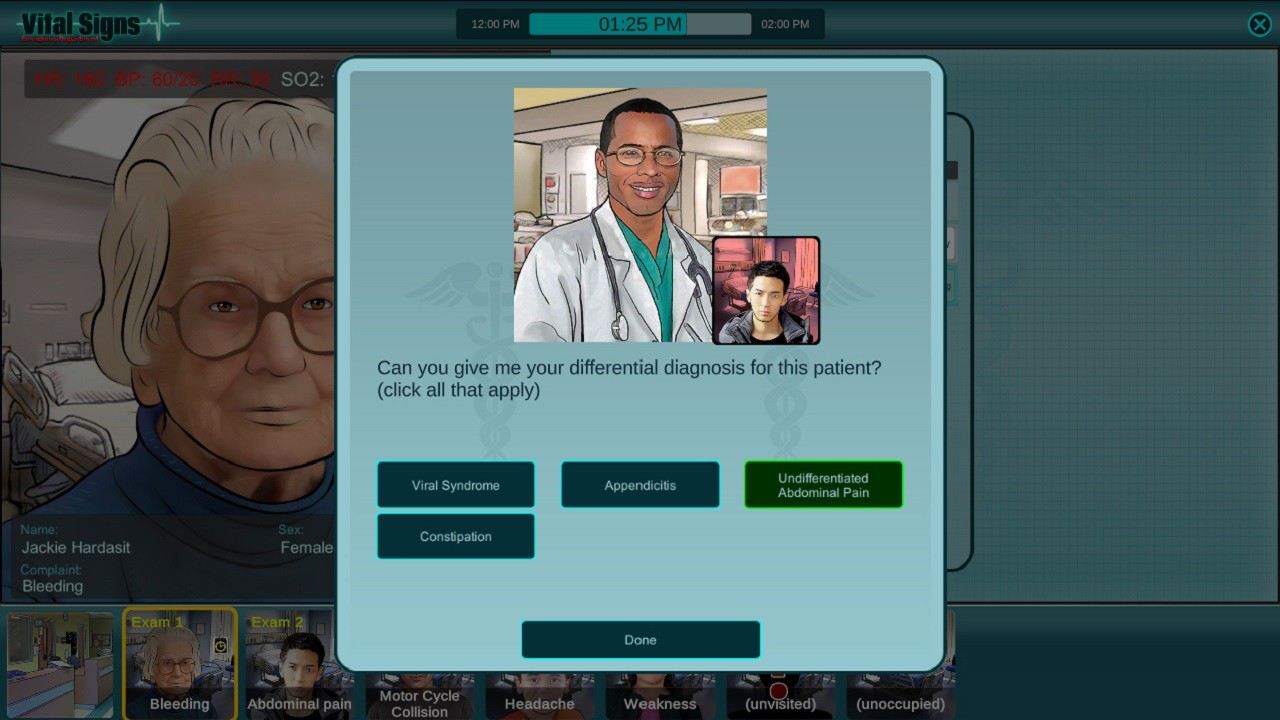 Vital Signs
12:00 PM
01:25 PM
02:00 PM
HR: 160 BP: 60/20 RR: 30 SO2:
Can you give me your differential diagnosis for this patient?
(click all that apply)
Viral Syndrome
Appendicitis
Undifferentiated
Abdominal Pain
Constipation
Done
Name:
Jackie Hardasit
Sex:
Female
Complaint:
Bleeding
Exam 1
Bleeding
Exam 2
Abdominal pain
Motor Cycle
Collision
Headache
Weakness
(unvisited)
(unoccupied)